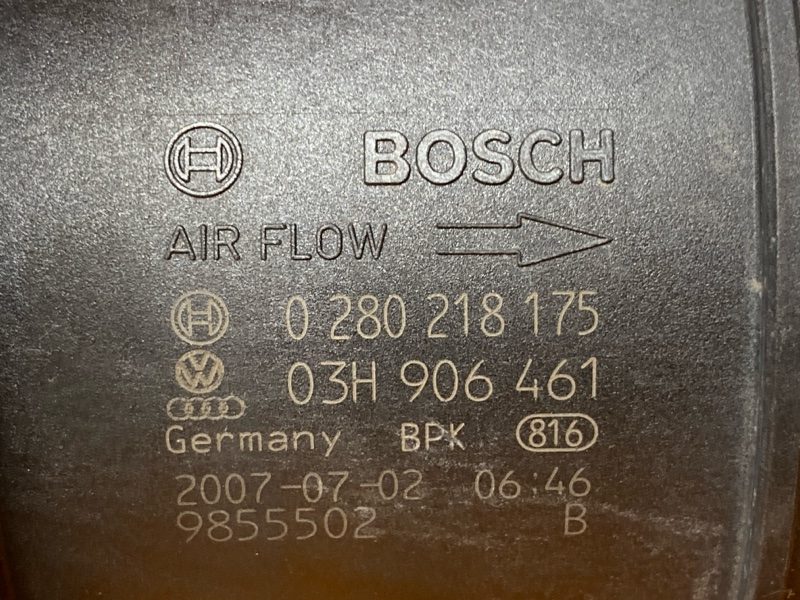 BOSCH
AIR FLOW
0 280 218 175
03H 906 461
Germany BPK 816
2007-07-02 06:46
9855502 B